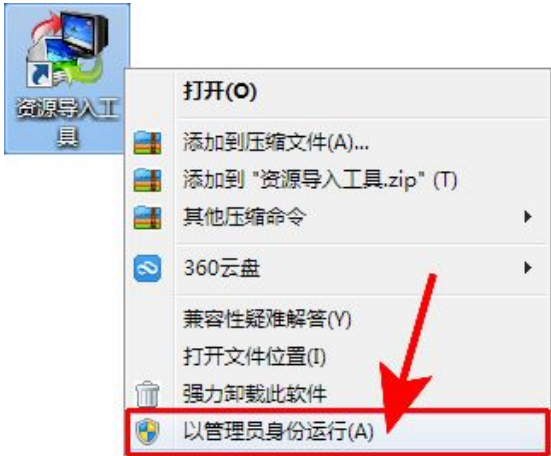 资源导入工
具
打开(O)
添加到压缩文件(A)...
添加到 "资源导入工具.zip" (T)
其他压缩命令
360云盘
兼容性疑难解答(Y)
打开文件位置(I)
强力卸载此软件
以管理员身份运行(A)